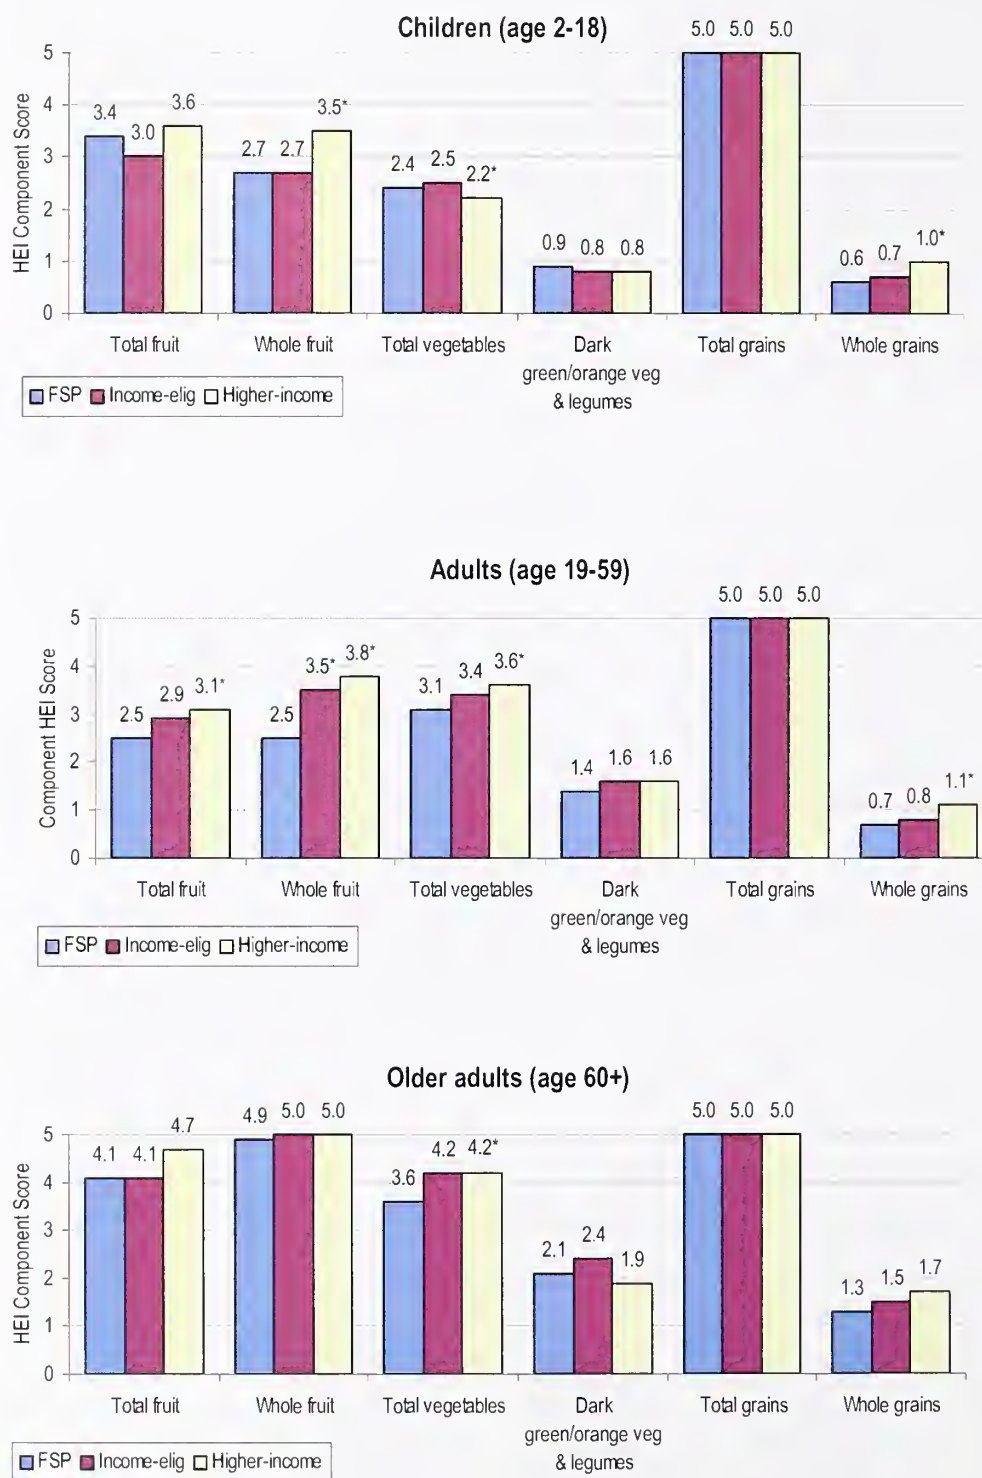 Children (age 2-18)
5.0 5.0 5.0
HEI Component Score
5
4
3
2
1
0
3.4 3.0 3.6
2.7 2.7 3.5*
2.4 2.5 2.2*
0.9 0.8 0.8
0.6 0.7 1.0*
Total fruit Whole fruit Total vegetables Dark Total grains Whole grains
green/orange veg
& legumes
FSP Income-elig Higher-income
Adults (age 19-59)
5.0 5.0 5.0
Component HEI Score
5
4
3
2
1
0
2.5 2.9 3.1*
2.5 3.5* 3.8*
3.1 3.4 3.6*
1.4 1.6 1.6
0.7 0.8 1.1*
Total fruit Whole fruit Total vegetables Dark Total grains Whole grains
green/orange veg
& legumes
FSP Income-elig Higher-income
Older adults (age 60+)
HEI Component Score
5
4
3
2
1
0
4.1 4.1 4.7
4.9 5.0 5.0
3.6 4.2 4.2*
2.1 2.4 1.9
5.0 5.0 5.0
1.3 1.5 1.7
Total fruit Whole fruit Total vegetables Dark Total grains Whole grains
green/orange veg
& legumes
FSP Income-elig Higher-income